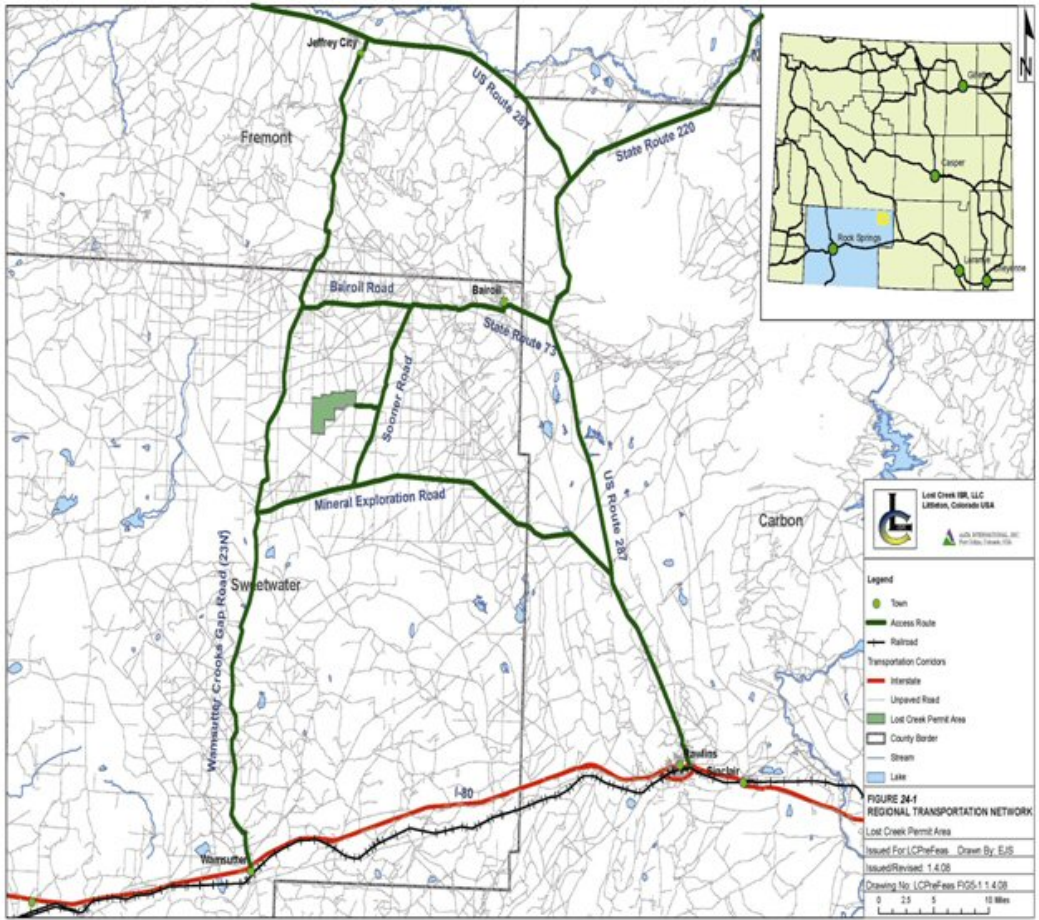 Jeffrey City
US Route 287
State Route 220
Fremont
Bairoil Road
Bairoil
State Route 73
Sooner Road
Mineral Exploration Road
US Route 287
Carbon
Sweetwater
Wamsutter Crooks Gap Road (23N)
Rawlins
Sinclair
I-80
Wamsutter
N
Casper
Rock Springs
Laramie
Cheyenne
LC
Lost Creek ISR, LLC
Littleton, Colorado USA
Legend
Town
Access Route
Railroad
Transportation Corridors
Interstate
Unpaved Road
Lost Creek Permit Area
County Border
Stream
Lake
FIGURE 24-1
REGIONAL TRANSPORTATION NETWORK
Lost Creek Permit Area
Issued For:LCPreFeas Drawn By: EJS
Issued/Revised: 1.4.08
Drawing No: LCPreFeas FIG5-1 1.4.08
0 2.5 5 10 Miles